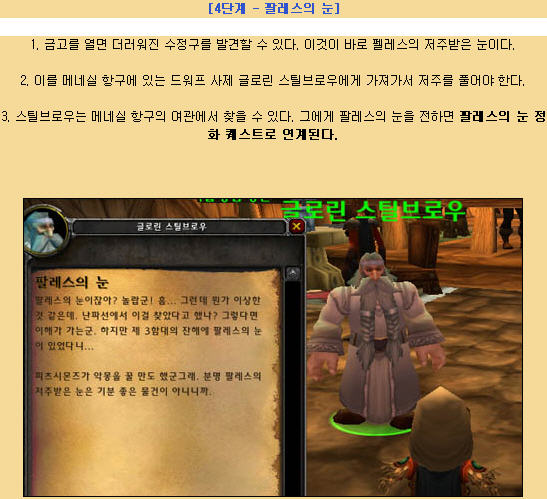 [4단계 - 팔레스의 눈]
1. 금고를 열면 더러워진 수정구를 발견할 수 있다. 이것이 바로 펠레스의 저주받은 눈이다.
2. 이를 메네실 항구에 있는 드워프 사제 글로린 스틸브로우에게 가져가서 저주를 풀어야 한다.
3. 스틸브로우는 메네실 항구의 여관에서 찾을 수 있다. 그에게 팔레스의 눈을 전하면 팔레스의 눈 정
화 퀘스트로 연계된다.
글로린 스틸브로우
글로린 스틸브로우
팔레스의 눈
팔레스의 눈이잖아? 놀랍군! 흠... 그런데 뭔가 이상한
것 같은데. 난파선에서 이걸 찾았다고 했나? 그렇다면
이해가 가는군. 하지만 제 3함대의 잔해에 팔레스의 눈
이 있었다니...
피츠시몬즈가 악몽을 꿀 만도 했군그래. 분명 팔레스의
저주받은 눈은 기분 좋은 물건이 아니니까.